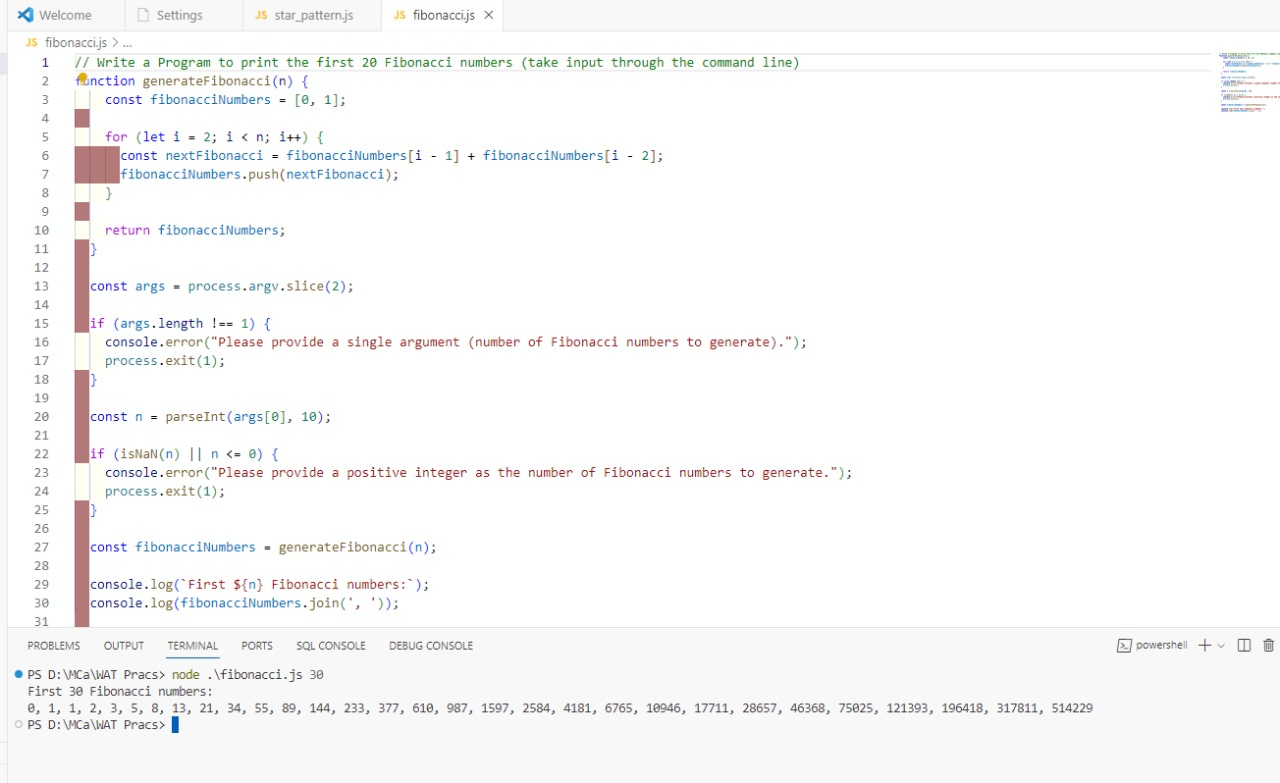 Welcome
Settings
JS star_pattern.js
JS fibonacci.js ×
JS fibonacci.js > ...
1 // Write a Program to print the first 20 Fibonacci numbers (take input through the command line)
2 function generateFibonacci(n) {
3 const fibonacciNumbers = [0, 1];
4
5 for (let i = 2; i < n; i++) {
6 const nextFibonacci = fibonacciNumbers[i - 1] + fibonacciNumbers[i - 2];
7 fibonacciNumbers.push(nextFibonacci);
8 }
9
10 return fibonacciNumbers;
11 }
12
13 const args = process.argv.slice(2);
14
15 if (args.length !== 1) {
16 console.error("Please provide a single argument (number of Fibonacci numbers to generate).");
17 process.exit(1);
18 }
19
20 const n = parseInt(args[0], 10);
21
22 if (isNaN(n) || n <= 0) {
23 console.error("Please provide a positive integer as the number of Fibonacci numbers to generate.");
24 process.exit(1);
25 }
26
27 const fibonacciNumbers = generateFibonacci(n);
28
29 console.log(`First ${n} Fibonacci numbers:`);
30 console.log(fibonacciNumbers.join(', '));
31
PROBLEMS OUTPUT TERMINAL PORTS SQL CONSOLE DEBUG CONSOLE powershell
PS D:\MCa\WAT Pracs> node .\fibonacci.js 30
First 30 Fibonacci numbers:
0, 1, 1, 2, 3, 5, 8, 13, 21, 34, 55, 89, 144, 233, 377, 610, 987, 1597, 2584, 4181, 6765, 10946, 17711, 28657, 46368, 75025, 121393, 196418, 317811, 514229
PS D:\MCa\WAT Pracs>